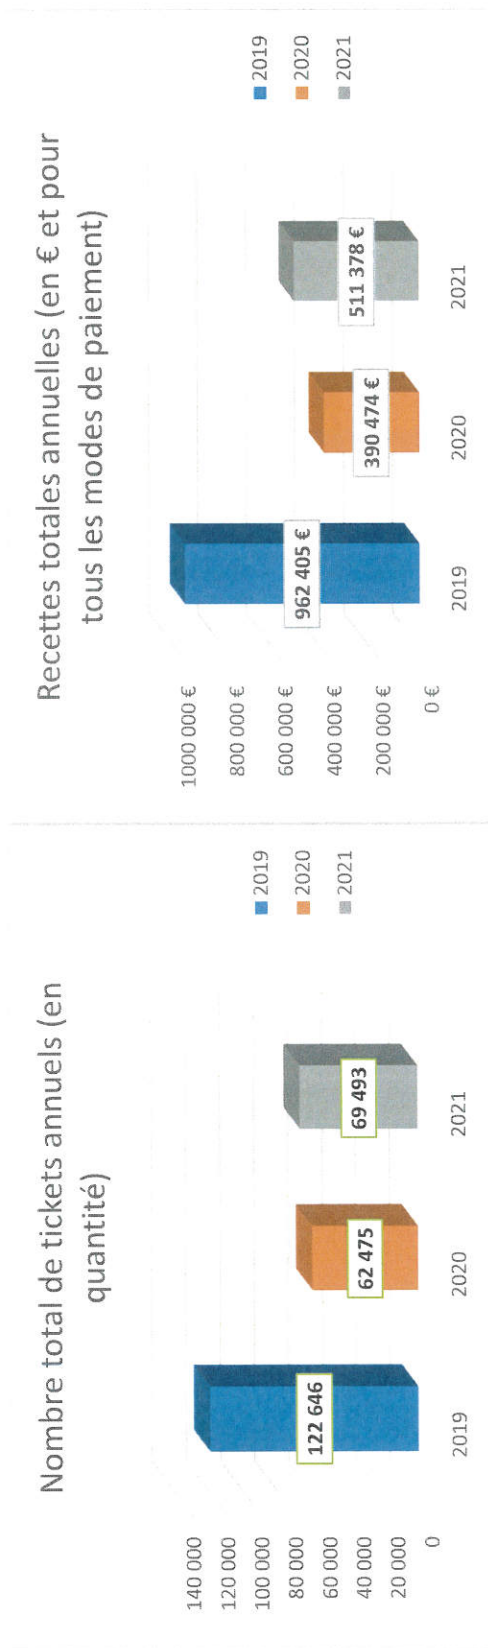 Nombre total de tickets annuels (en
quantité)
140 000
120 000
100 000
80 000
60 000
40 000
20 000
0
122 646
62 475
69 493
2019
2020
2021
2019
2020
2021
Recettes totales annuelles (en € et pour
tous les modes de paiement)
1000 000 €
800 000 €
600 000 €
400 000 €
200 000 €
0 €
962 405 €
390 474 €
511 378 €
2019
2020
2021
2019
2020
2021